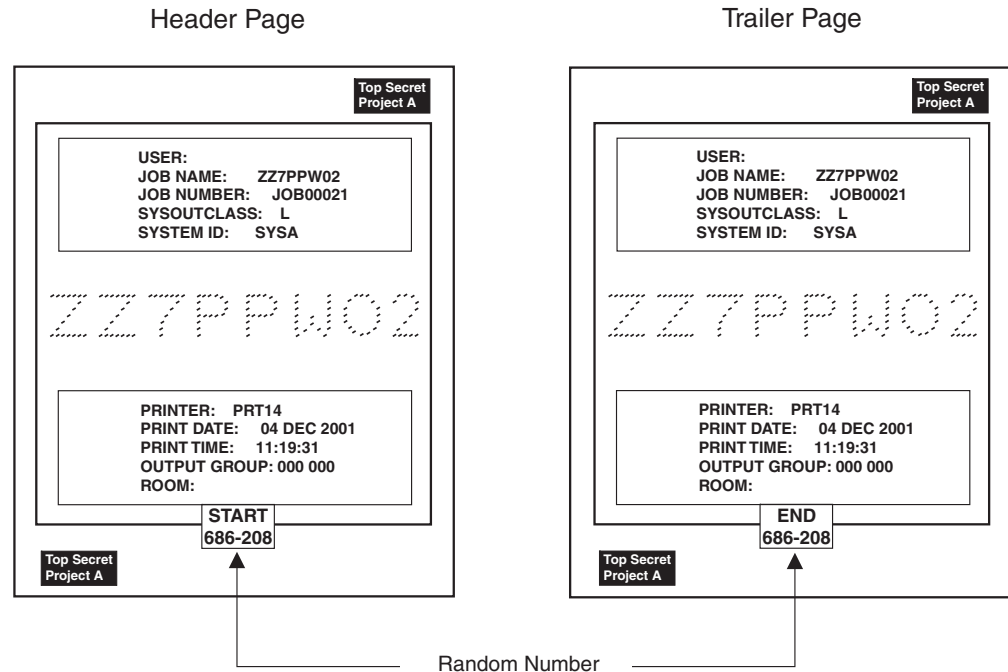 Header Page
Top Secret
Project A
USER:
JOB NAME: ZZ7PPW02
JOB NUMBER: JOB00021
SYSOUTCLASS: L
SYSTEM ID: SYSA
ZZ7PPW02
PRINTER: PRT14
PRINT DATE: 04 DEC 2001
PRINT TIME: 11:19:31
OUTPUT GROUP: 000 000
ROOM:
START
686-208
Top Secret
Project A
Trailer Page
Top Secret
Project A
USER:
JOB NAME: ZZ7PPW02
JOB NUMBER: JOB00021
SYSOUTCLASS: L
SYSTEM ID: SYSA
ZZ7PPW02
PRINTER: PRT14
PRINT DATE: 04 DEC 2001
PRINT TIME: 11:19:31
OUTPUT GROUP: 000 000
ROOM:
END
686-208
Top Secret
Project A
Random Number